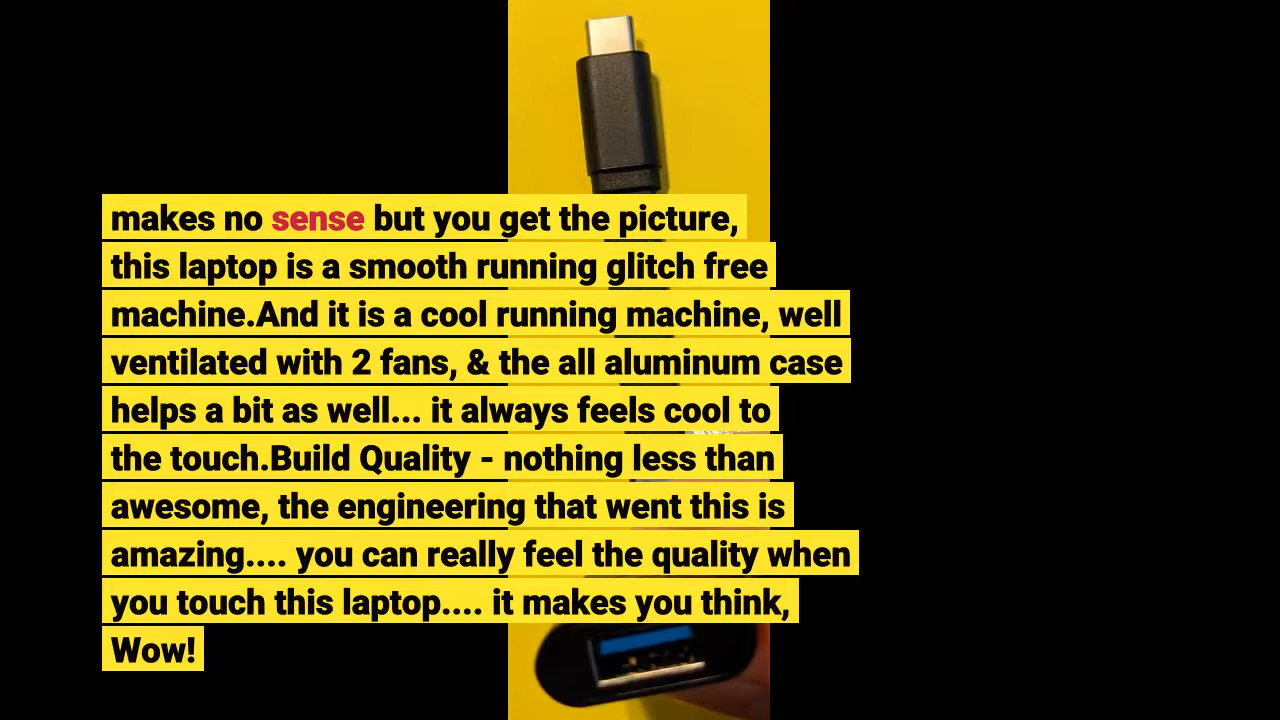 makes no sense but you get the picture,
this laptop is a smooth running glitch free
machine.And it is a cool running machine, well
ventilated with 2 fans, & the all aluminum case
helps a bit as well... it always feels cool to
the touch.Build Quality - nothing less than
awesome, the engineering that went this is
amazing.... you can really feel the quality when
you touch this laptop.... it makes you think,
Wow!